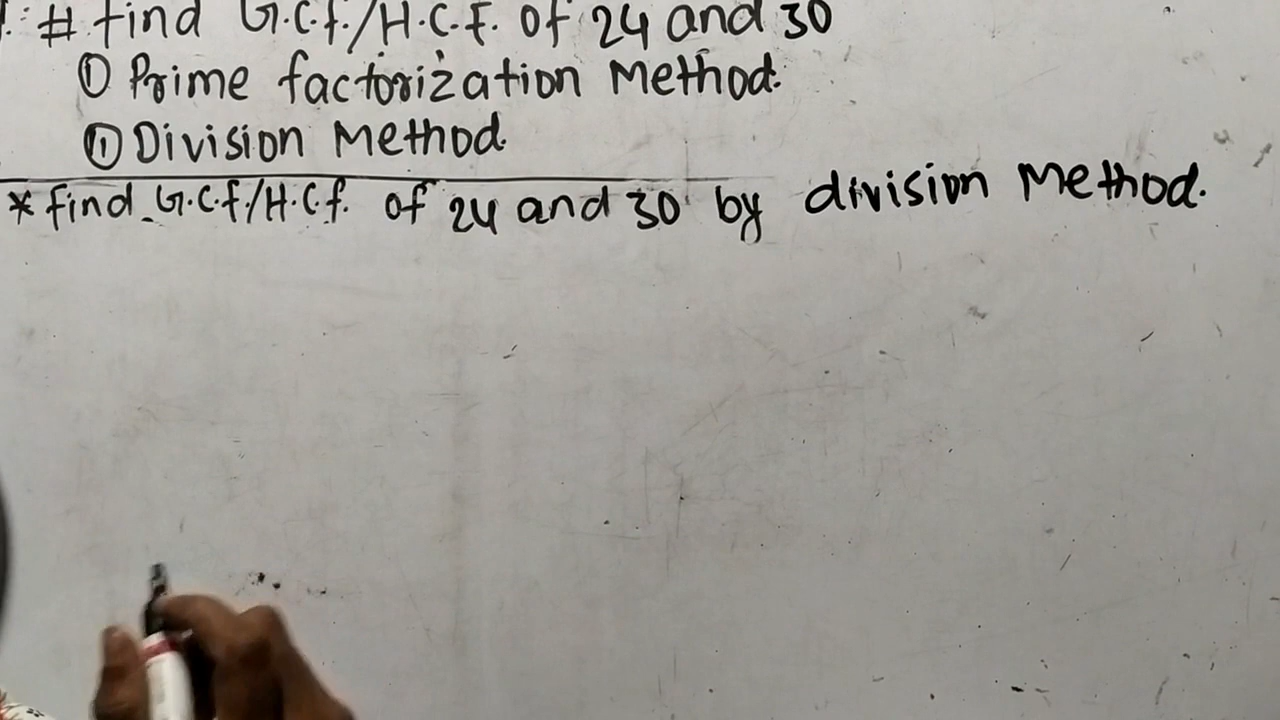 # find G.C.f./H.C.F. of 24 and 30
① Prime factorization Method.
⑪ Division Method
* find G.C.f/H.C.f. of 24 and 30 by division Method.